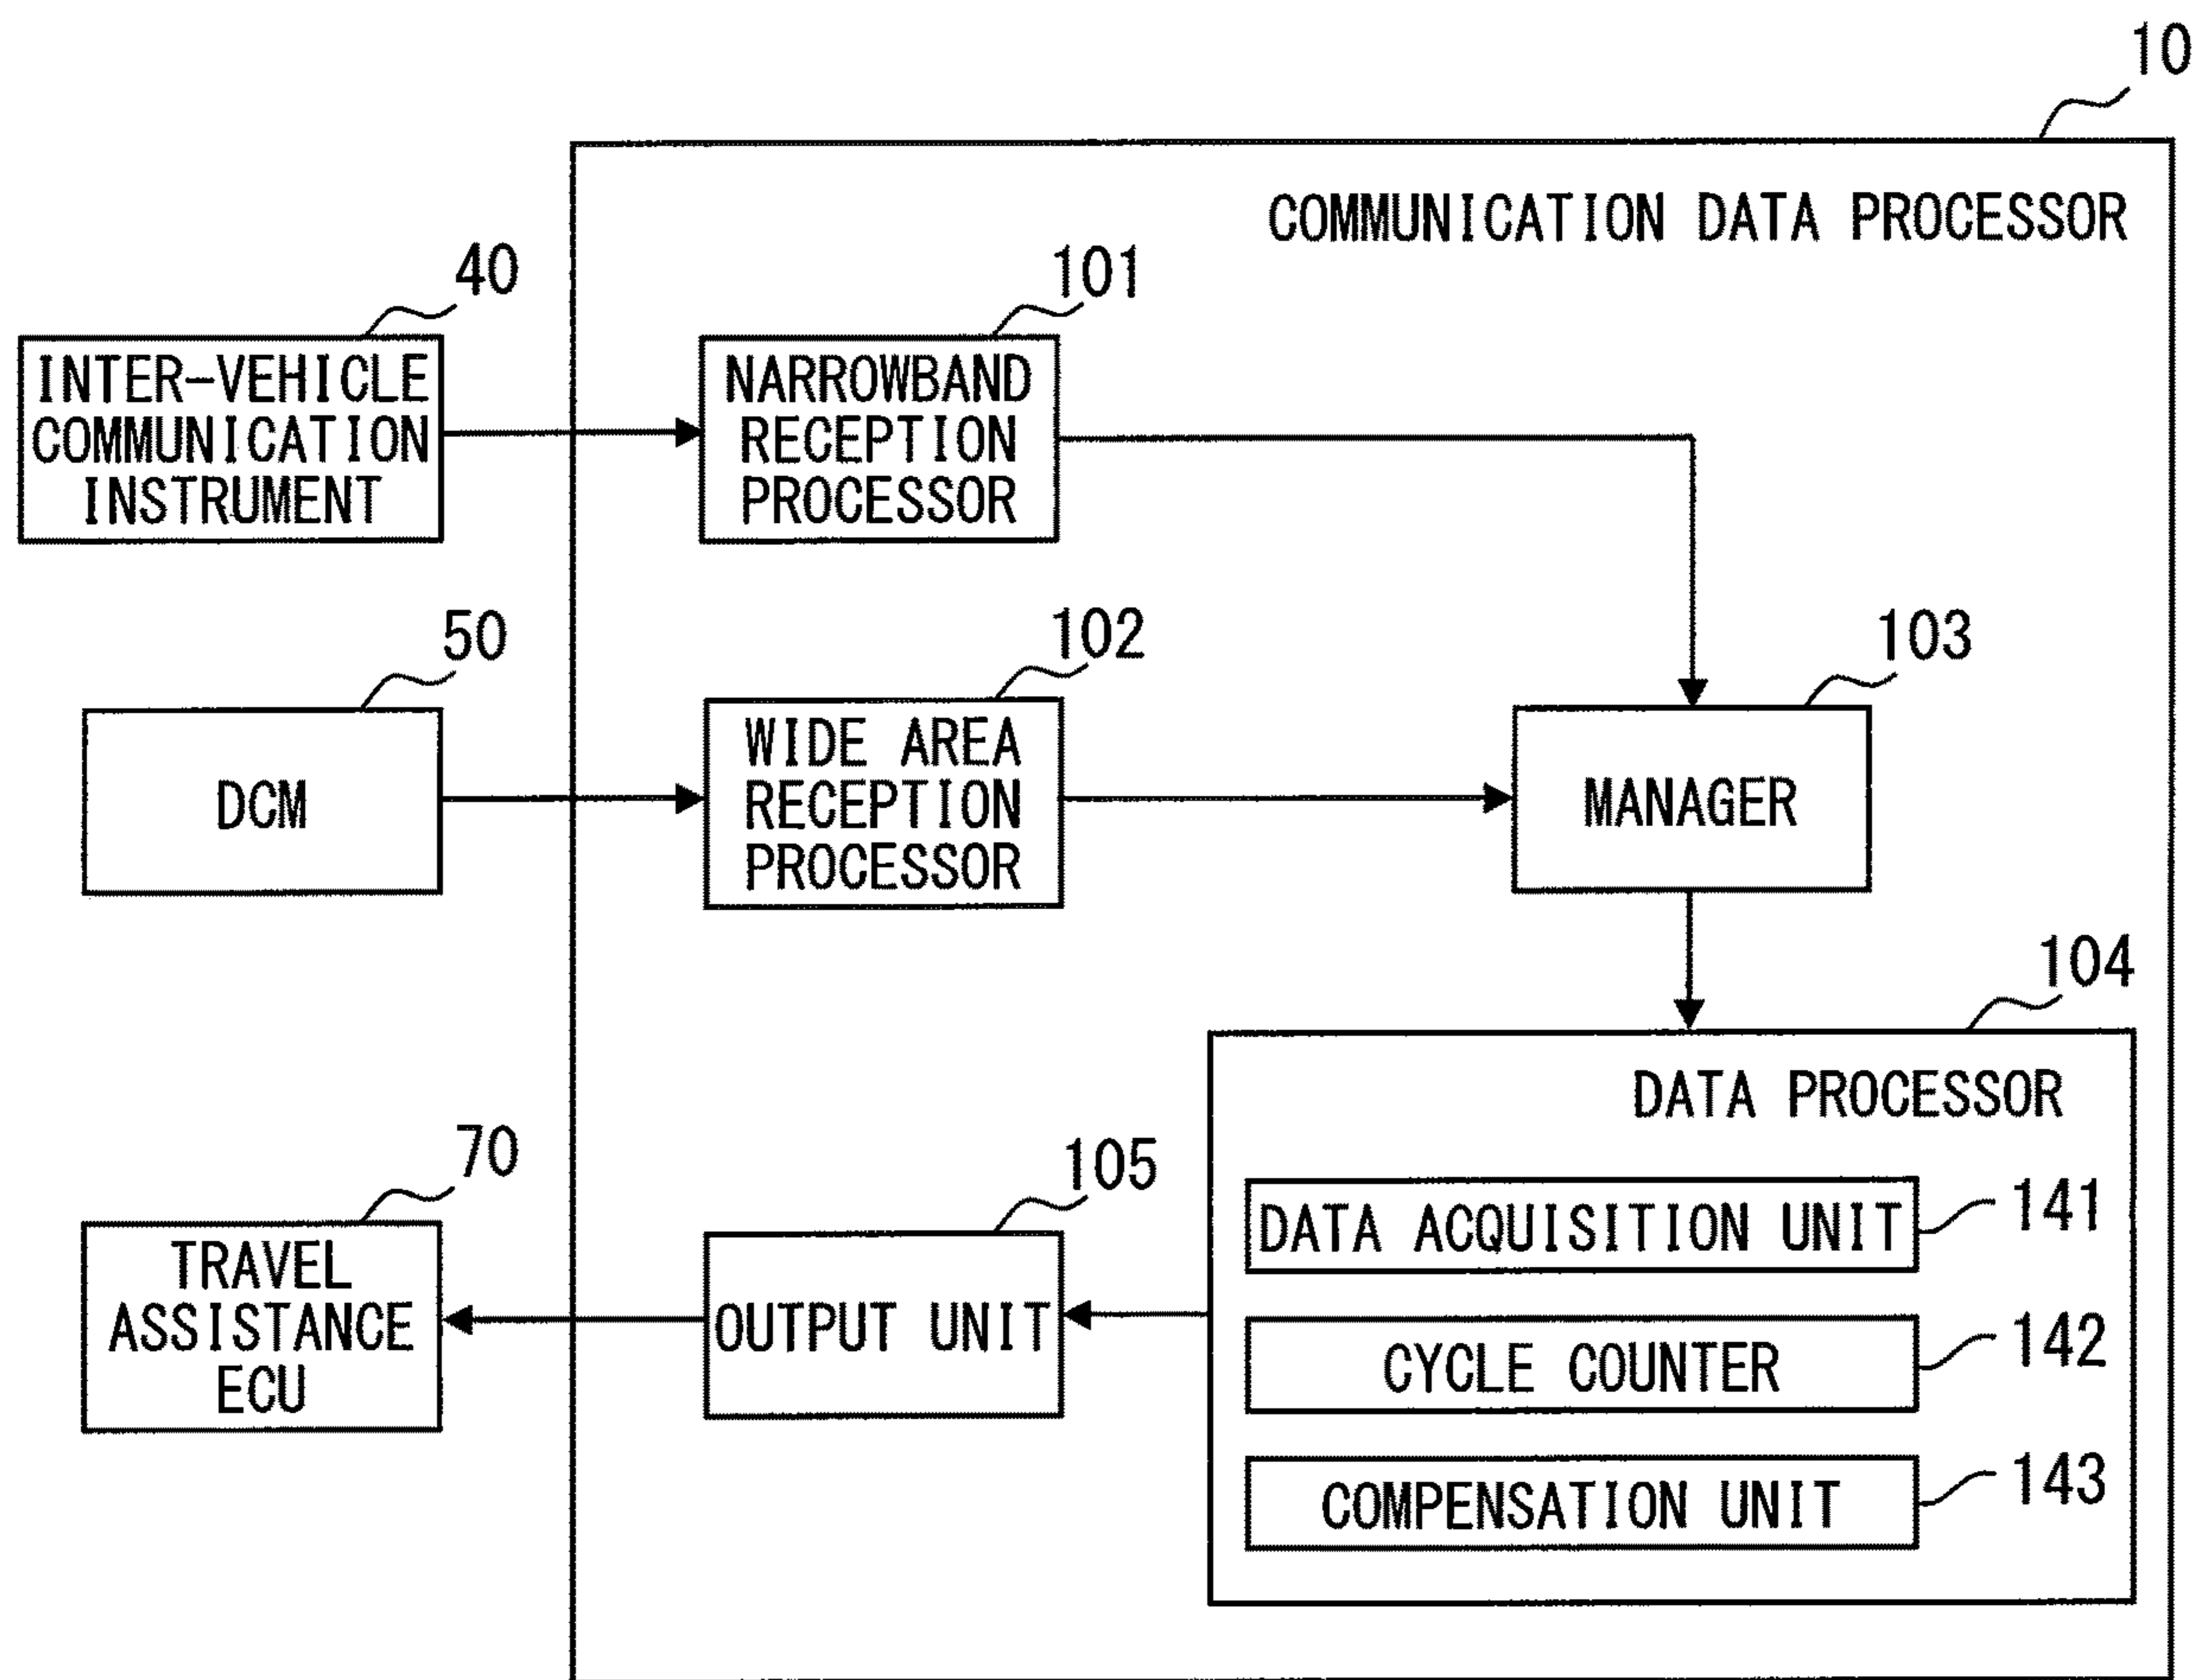 10
COMMUNICATION DATA PROCESSOR
40
101
INTER-VEHICLE
COMMUNICATION
INSTRUMENT
NARROWBAND
RECEPTION
PROCESSOR
50
102
103
DCM
WIDE AREA
RECEPTION
PROCESSOR
MANAGER
104
DATA PROCESSOR
70
105
TRAVEL
ASSISTANCE
ECU
OUTPUT UNIT
DATA ACQUISITION UNIT
141
CYCLE COUNTER
142
COMPENSATION UNIT
143